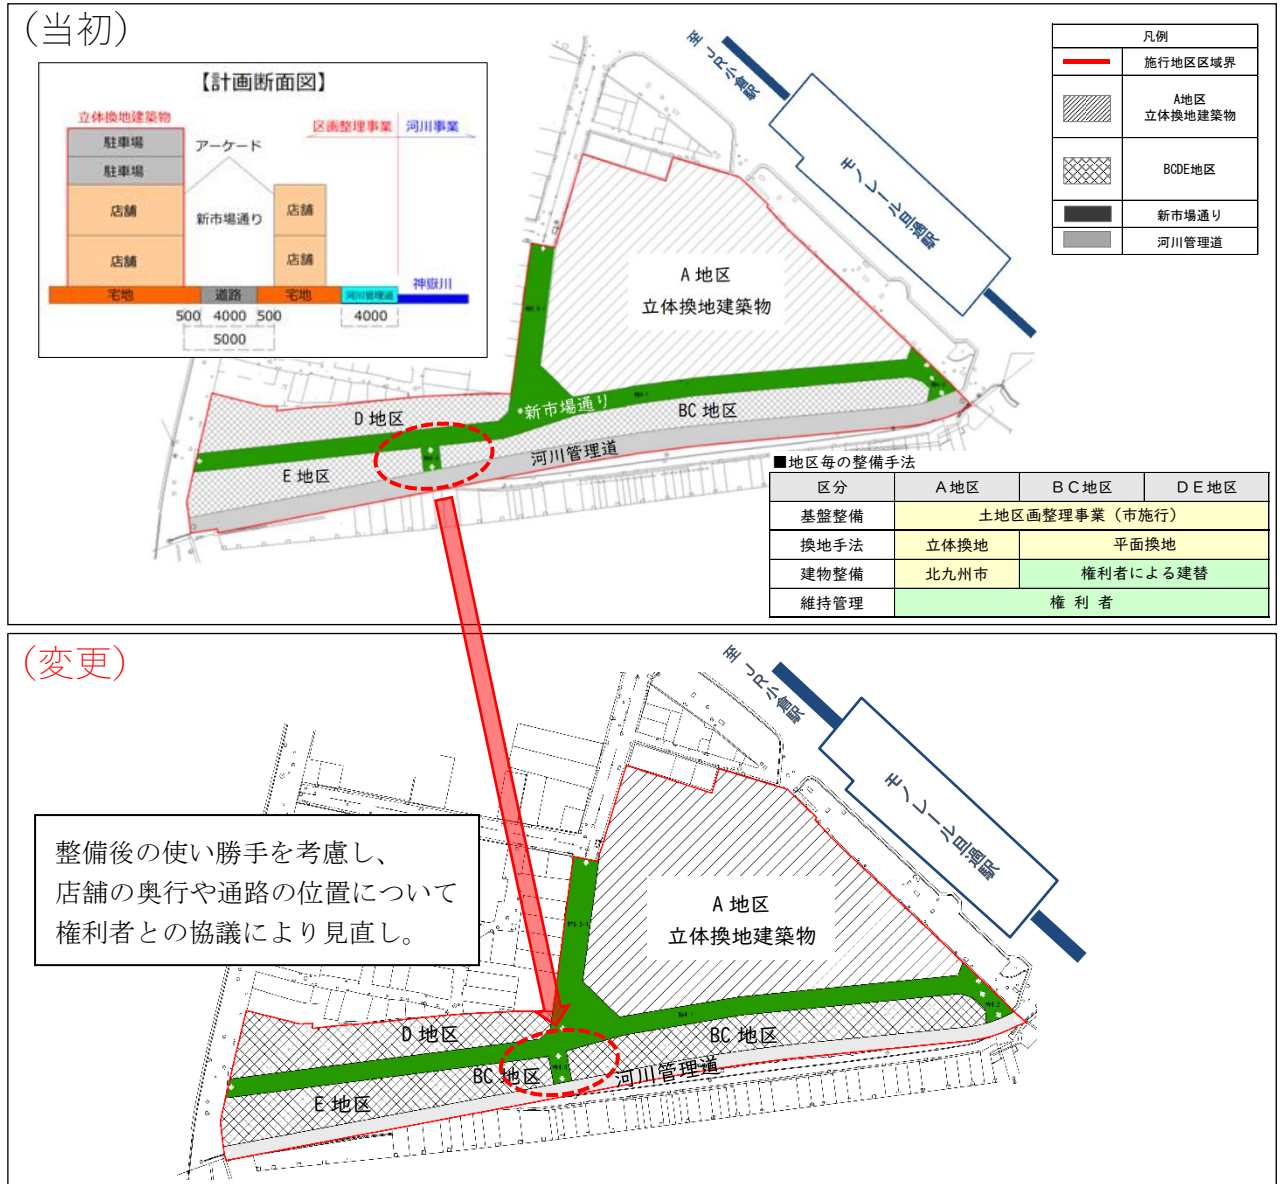 (当初)
【計画断面図】
立体換地建築物
駐車場
駐車場
店舗
店舗
アーケード
新市場通り
店舗
店舗
区画整理事業
河川事業
神嶽川
宅地
道路
宅地
河川管理道
500 4000 500
4000
5000
至JR小倉駅
モノレール旦過駅
凡例
施行地区区域界
A地区
立体換地建築物
BCDE地区
新市場通り
河川管理道
A 地区
立体換地建築物
D 地区
新市場通り
BC 地区
E 地区
河川管理道
■地区毎の整備手法
区分 A地区 BC地区 DE地区
基盤整備 土地区画整理事業（市施行）
換地手法 立体換地 平面換地
建物整備 北九州市 権利者による建替
維持管理 権 利 者
(変更)
至JR小倉駅
モノレール旦過駅
整備後の使い勝手を考慮し、
店舗の奥行や通路の位置について
権利者との協議により見直し。
A 地区
立体換地建築物
D 地区
BC 地区
BC 地区
河川管理道
E 地区